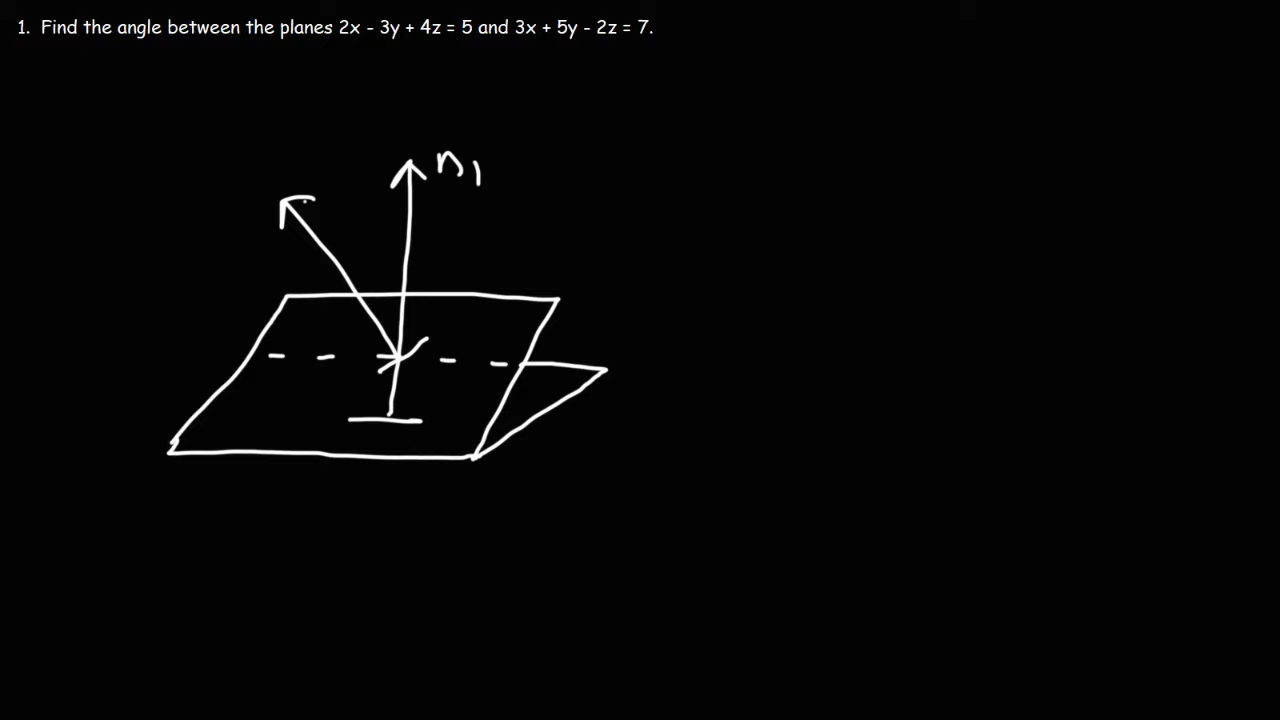 1. Find the angle between the planes 2x - 3y + 4z = 5 and 3x + 5y - 2z = 7.
n1